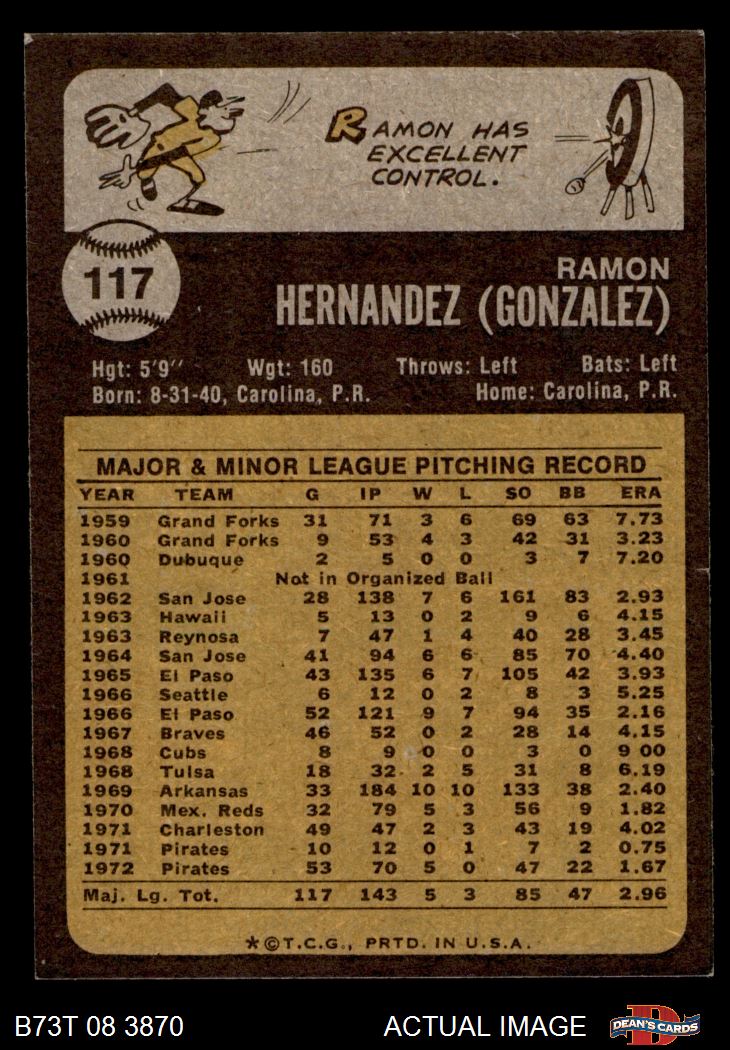 RAMON HAS
EXCELLENT
CONTROL.
117
RAMON
HERNANDEZ (GONZALEZ)
Hgt: 5'9" Wgt: 160 Throws: Left Bats: Left
Born: 8-31-40, Carolina, P.R. Home: Carolina, P.R.
MAJOR & MINOR LEAGUE PITCHING RECORD
YEAR TEAM G IP W L SO BB ERA
1959 Grand Forks 31 71 3 6 69 63 7.73
1960 Grand Forks 9 53 4 3 42 31 3.23
1960 Dubuque 2 5 0 0 3 7 7.20
1961 Not in Organized Ball
1962 San Jose 28 138 7 6 161 83 2.93
1963 Hawaii 5 13 0 2 9 6 4.15
1963 Reynosa 7 47 1 4 40 28 3.45
1964 San Jose 41 94 6 6 85 70 4.40
1965 El Paso 43 135 6 7 105 42 3.93
1966 Seattle 6 12 0 2 8 3 5.25
1966 El Paso 52 121 9 7 94 35 2.16
1967 Braves 46 52 0 2 28 14 4.15
1968 Cubs 8 9 0 0 3 0 9 00
1968 Tulsa 18 32 2 5 31 8 6.19
1969 Arkansas 33 184 10 10 133 38 2.40
1970 Mex. Reds 32 79 5 3 56 9 1.82
1971 Charleston 49 47 2 3 43 19 4.02
1971 Pirates 10 12 0 1 7 2 0.75
1972 Pirates 53 70 5 0 47 22 1.67
Maj. Lg. Tot. 117 143 5 3 85 47 2.96
*©T.C.G., PRTD. IN U.S.A.
B73T 08 3870 ACTUAL IMAGE D DEAN'S CARDS